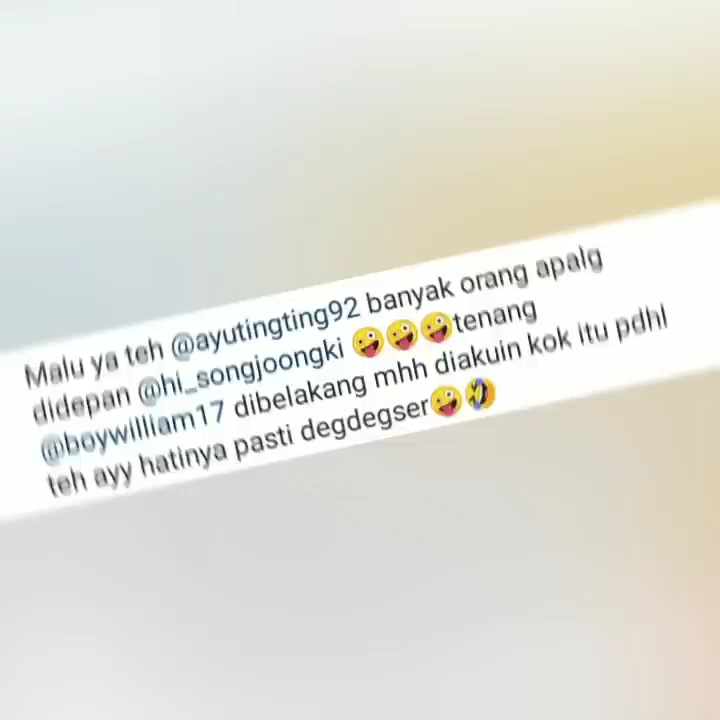 Malu ya teh @ayutingting92 banyak orang apalg
didepan @hi_songjoongki 🤪🤪🤪tenang
@boywilliam17 dibelakang mhh diakuin kok itu pdhl
teh ayy hatinya pasti degdegser🤪🤣